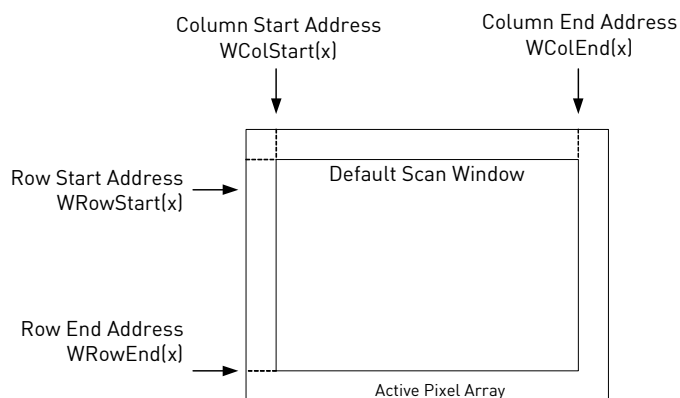 Column Start Address
WColStart(x)
Column End Address
WColEnd(x)
Row Start Address
WRowStart(x)
Default Scan Window
Row End Address
WRowEnd(x)
Active Pixel Array